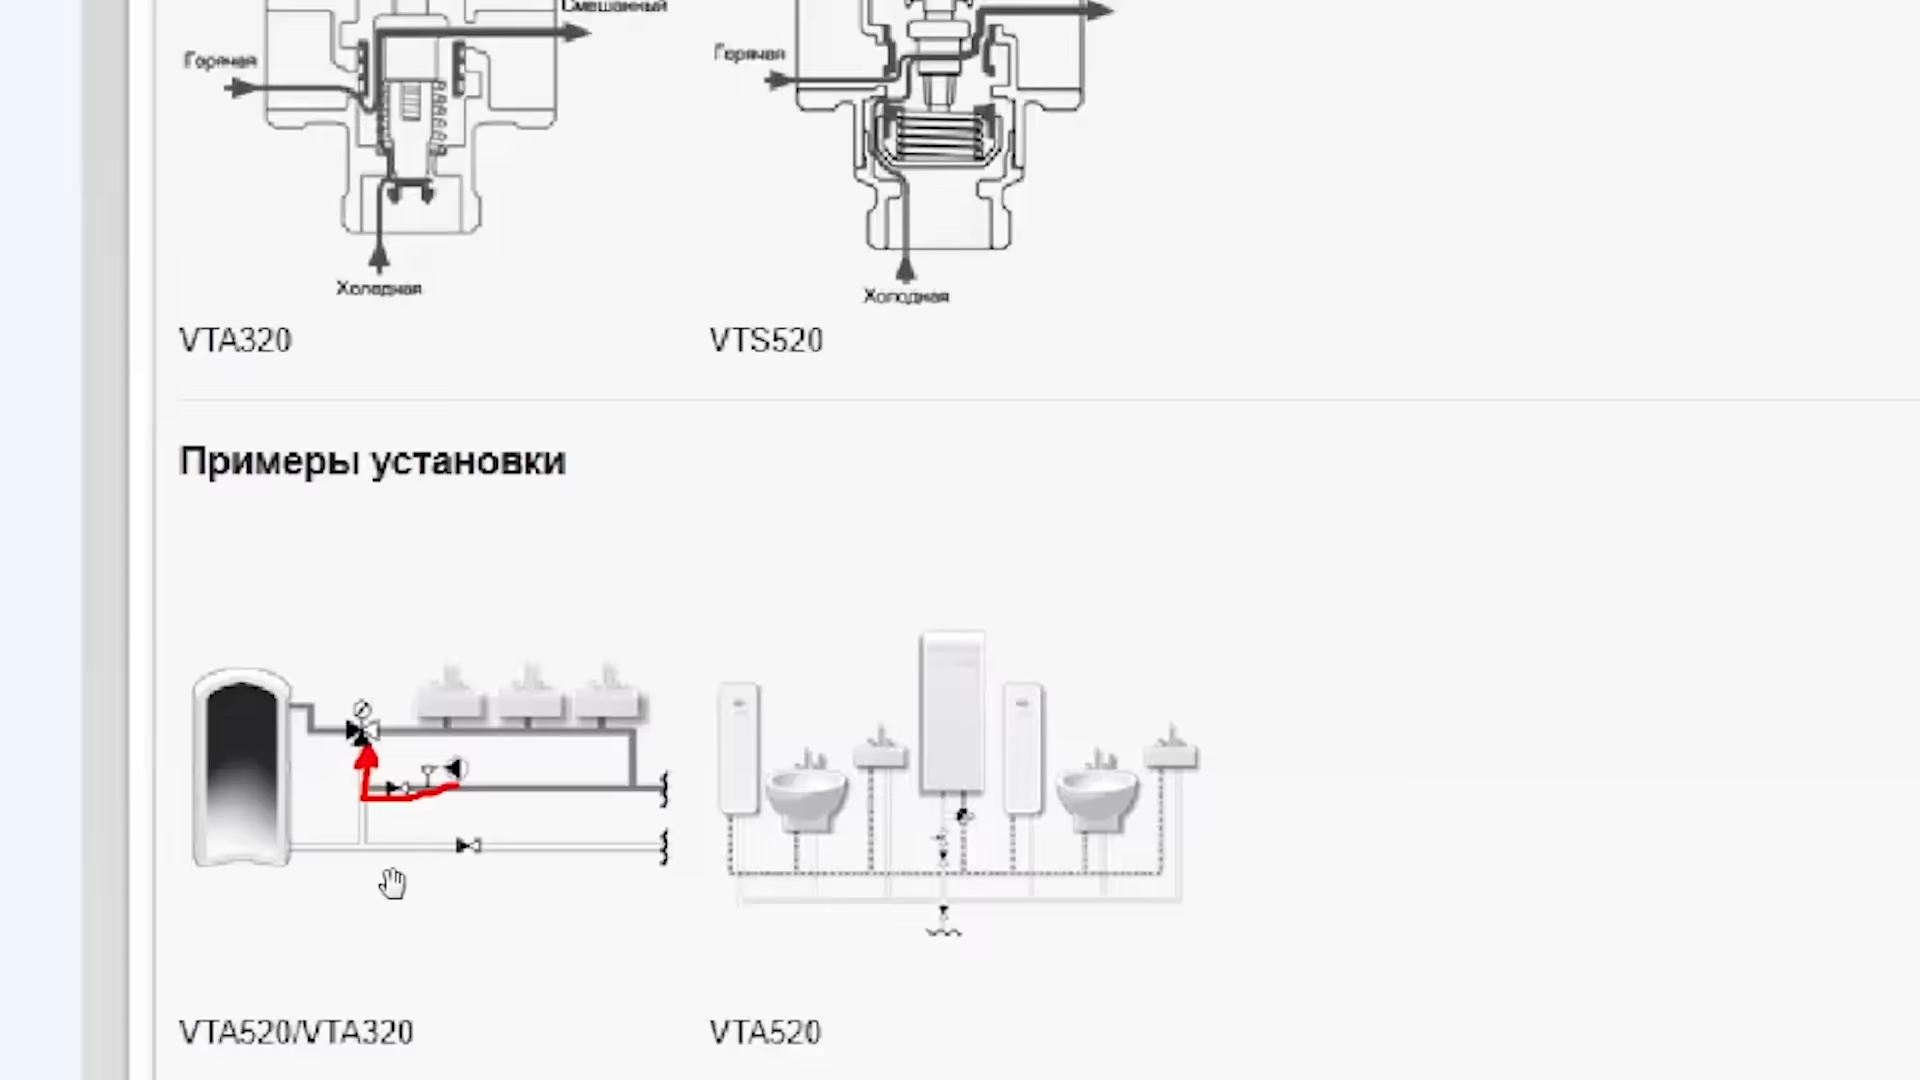 Смешанный
Горячая
Горячая
Холодная
Холодная
VTA320
VTS520
Примеры установки
VTA520/VTA320
VTA520